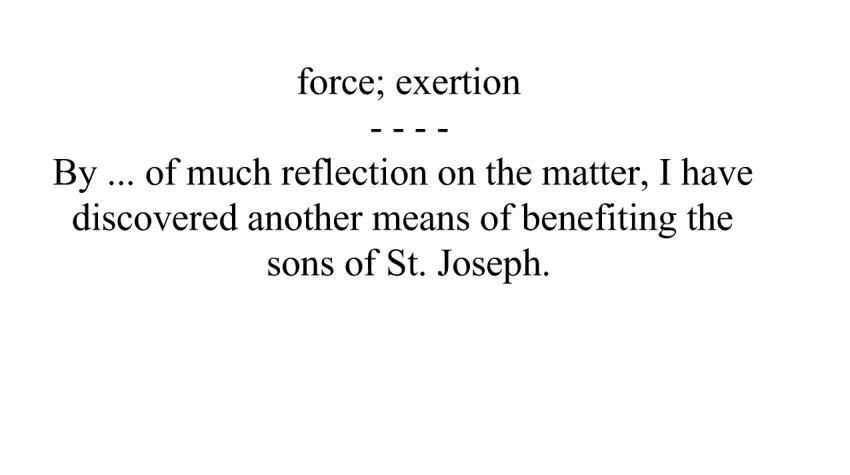 force; exertion
- - - -
By ... of much reflection on the matter, I have
discovered another means of benefiting the
sons of St. Joseph.